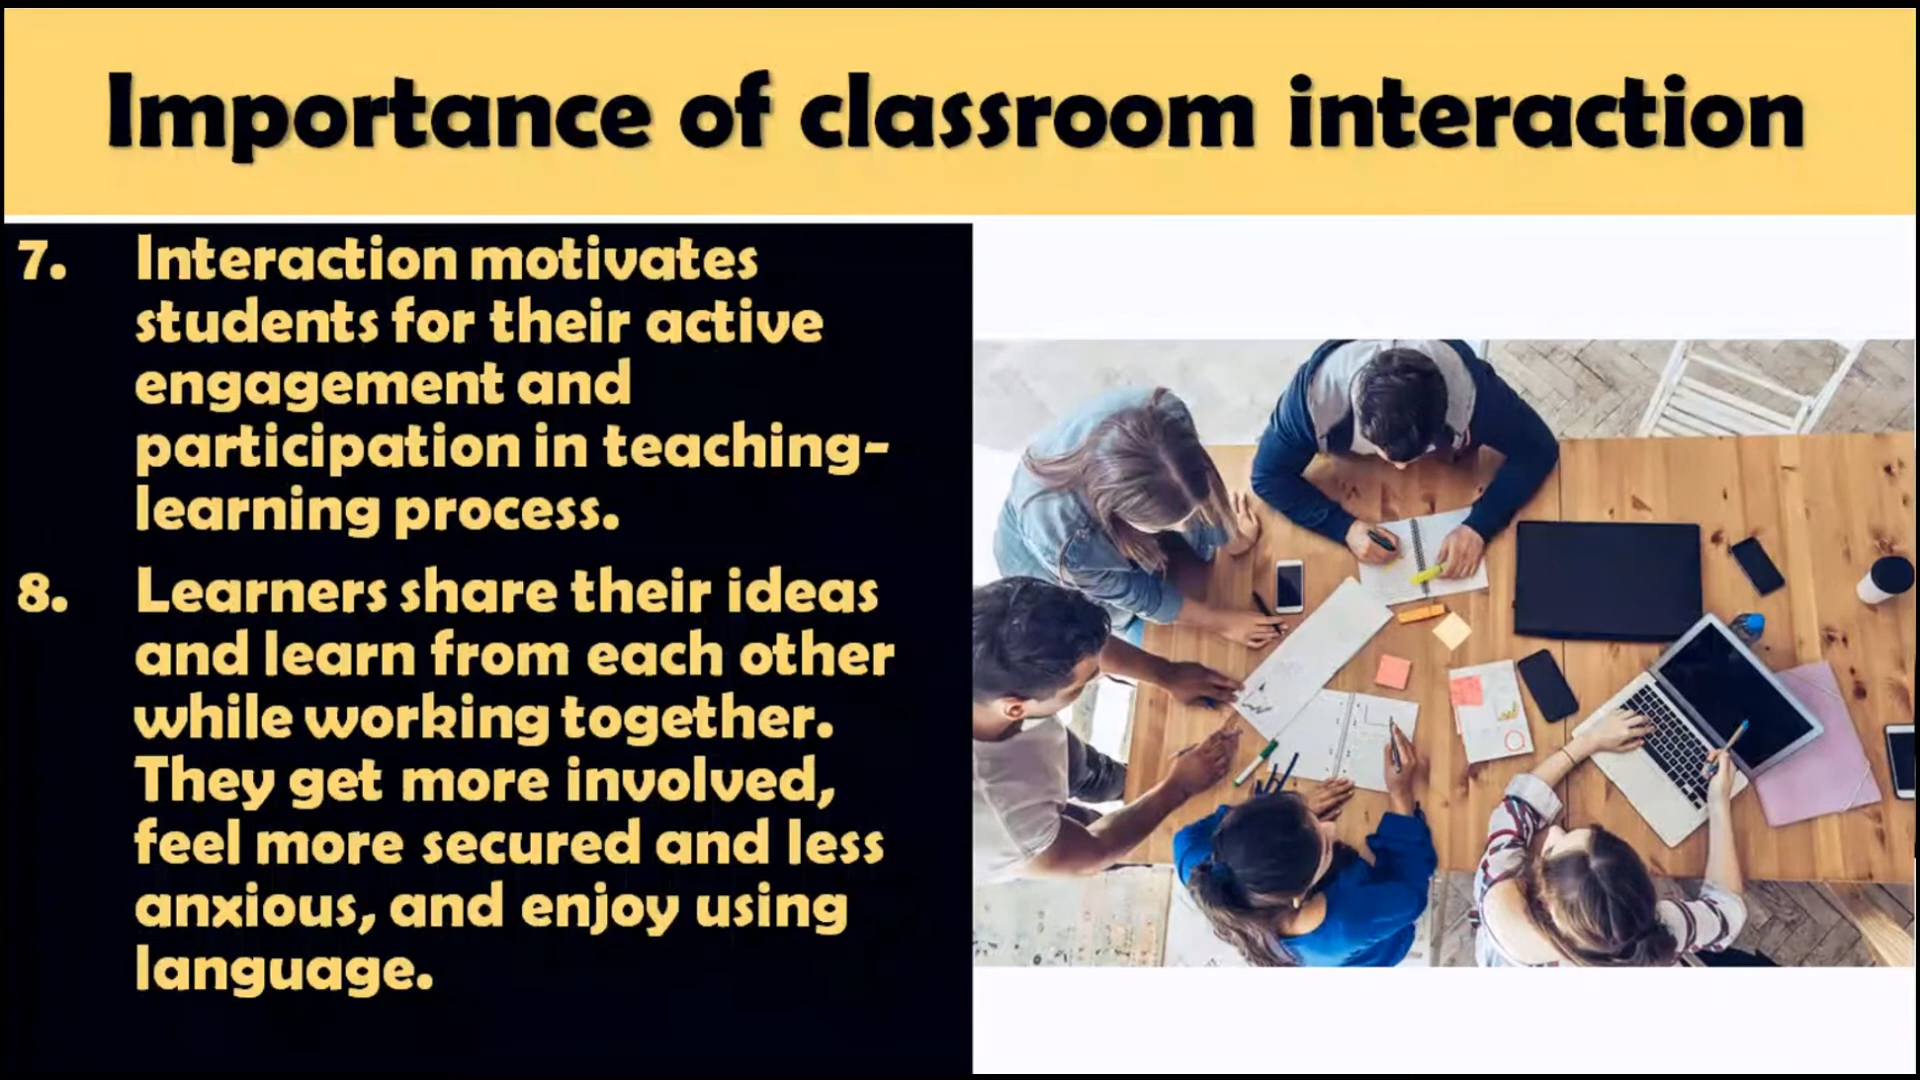 Importance of classroom interaction
7. Interaction motivates
students for their active
engagement and
participation in teaching-
learning process.
8. Learners share their ideas
and learn from each other
while working together.
They get more involved,
feel more secured and less
anxious, and enjoy using
language.